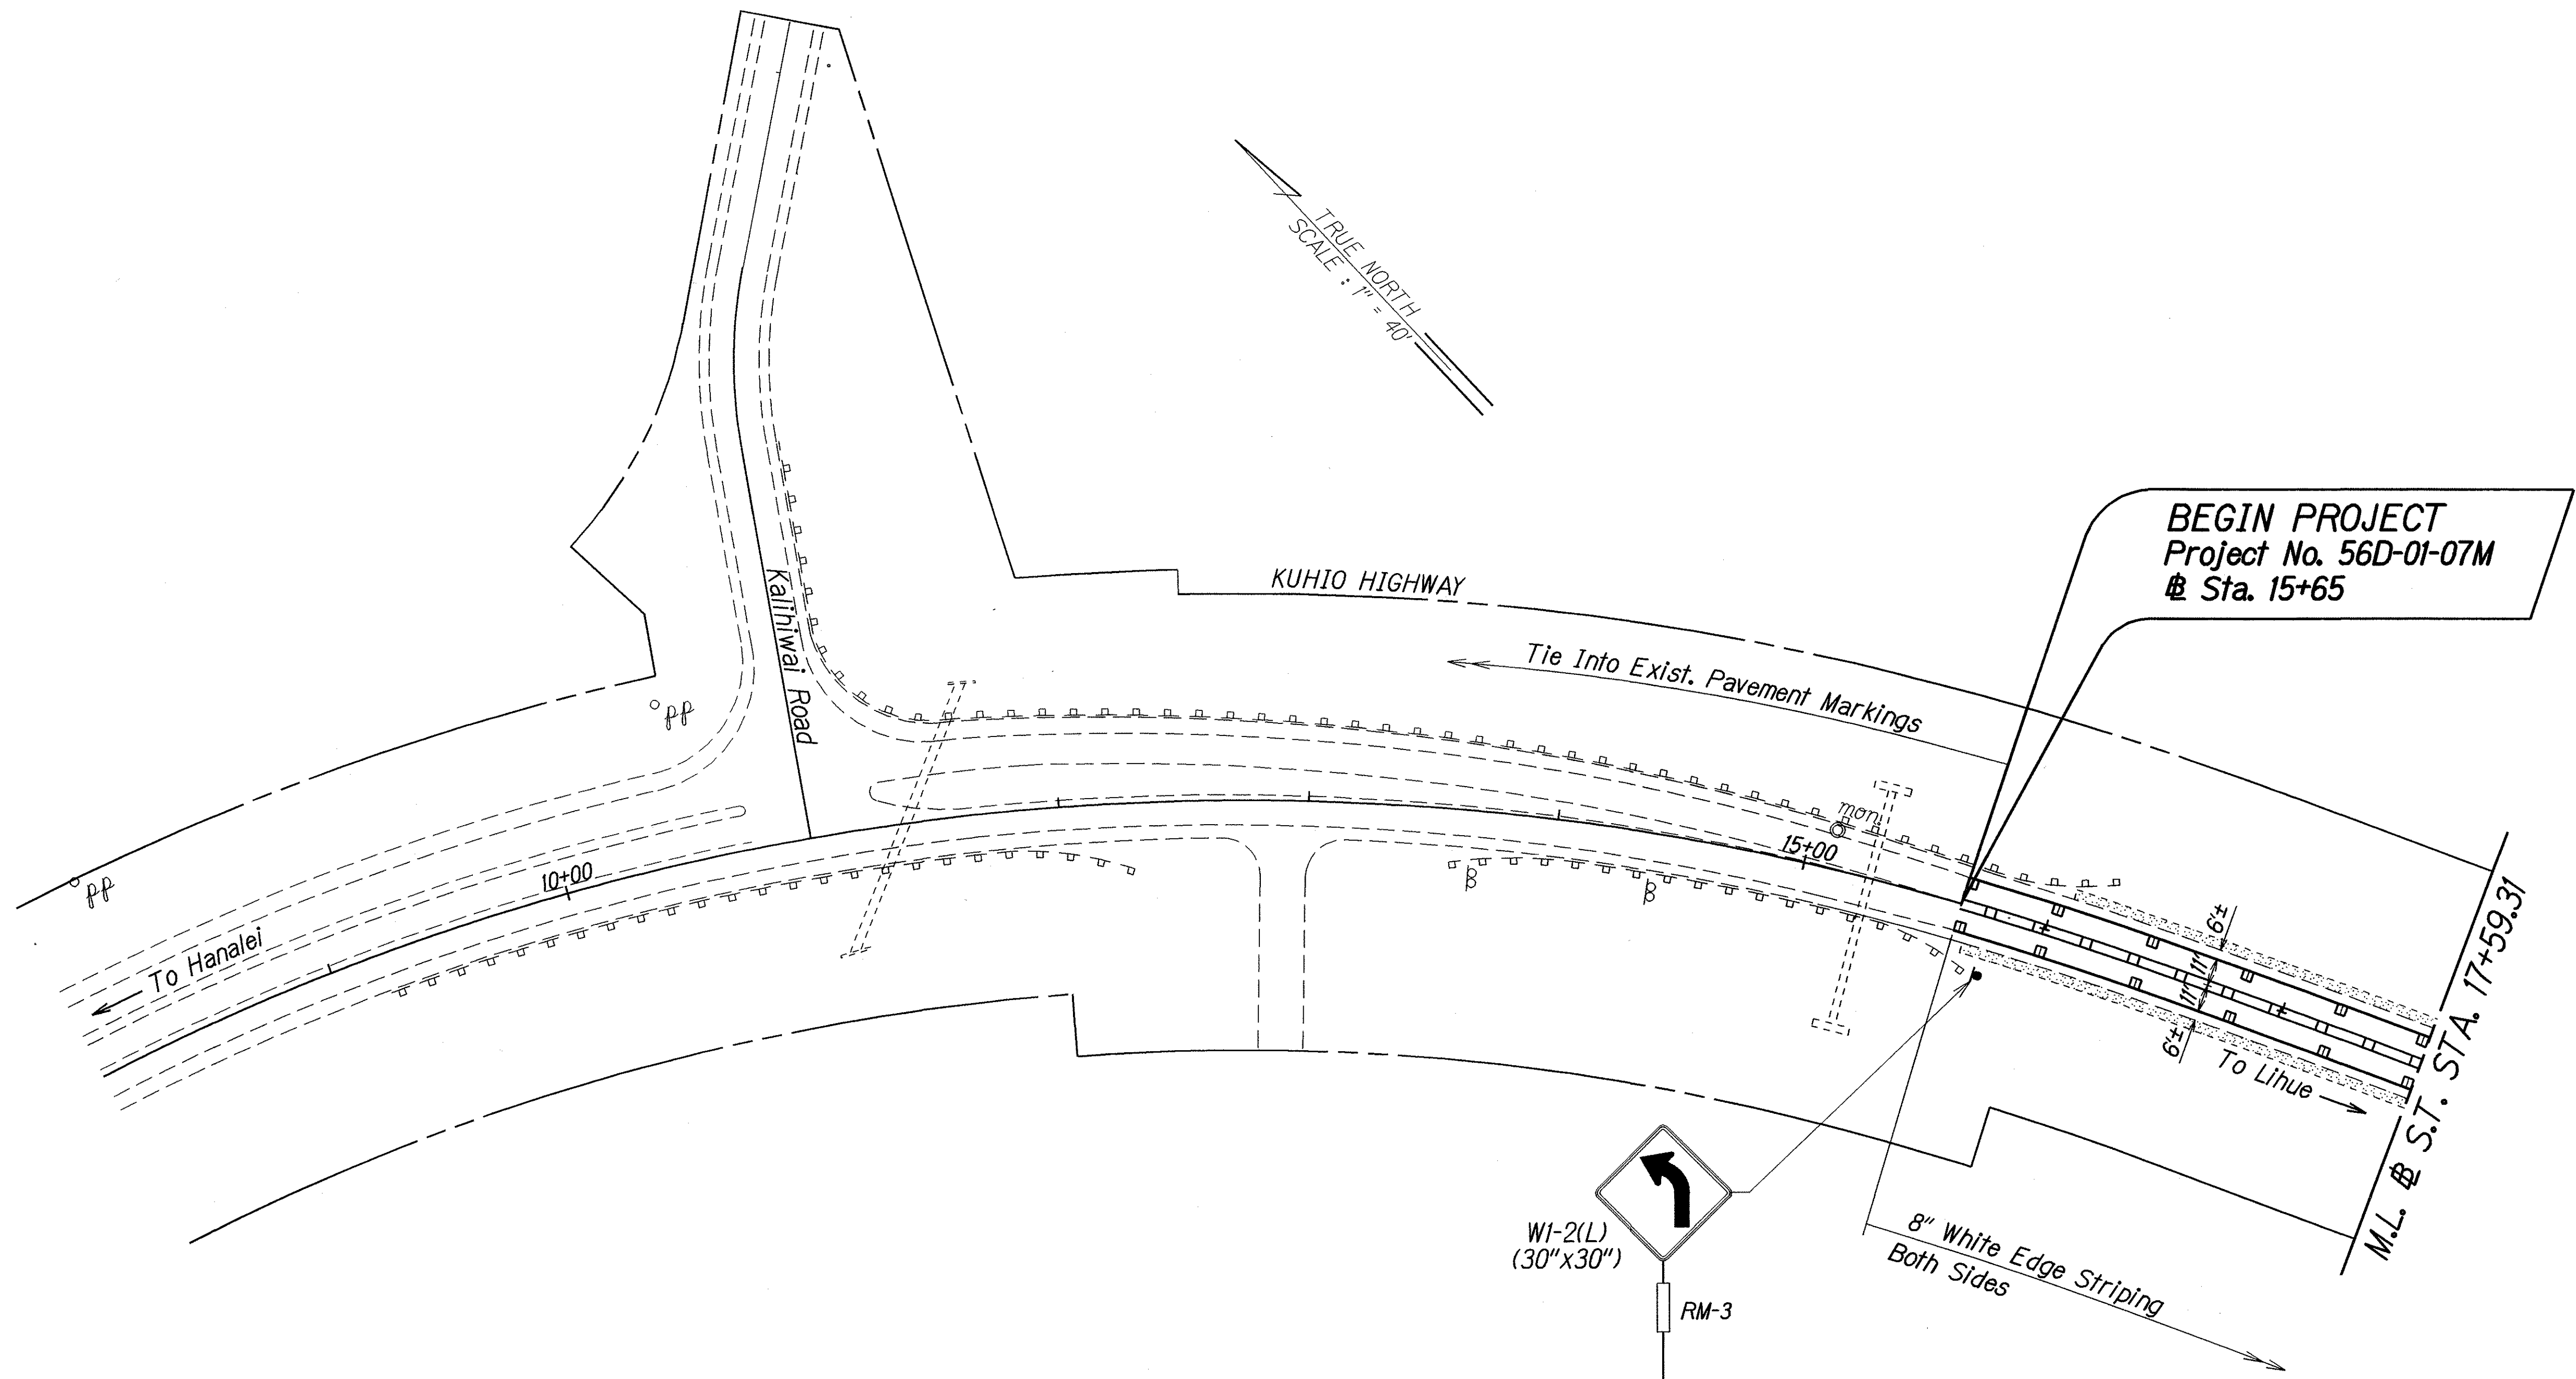 TRUE NORTH
SCALE : 1" = 40'
BEGIN PROJECT
Project No. 56D-01-07M
℄ Sta. 15+65
KUHIO HIGHWAY
Tie Into Exist. Pavement Markings
Kalihiwai Road
pp
pp
mon.
15+00
10+00
To Hanalei
6'±
11'
11'
6'±
To Lihue
M.L. ℄ S.T. STA. 17+59.31
W1-2(L)
(30"x30")
RM-3
8" White Edge Striping
Both Sides